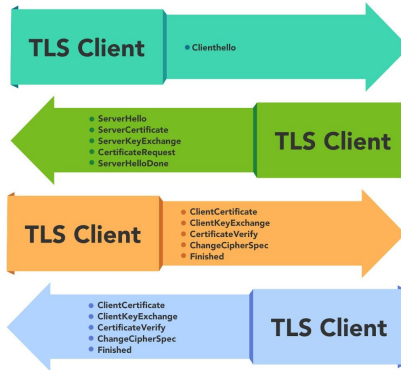 TLS Client
Clienthello
ServerHello
ServerCertificate
ServerKeyExchange
CertificateRequest
ServerHelloDone
TLS Client
TLS Client
ClientCertificate
ClientKeyExchange
CertificateVerify
ChangeCipherSpec
Finished
ClientCertificate
ClientKeyExchange
CertificateVerify
ChangeCipherSpec
Finished
TLS Client